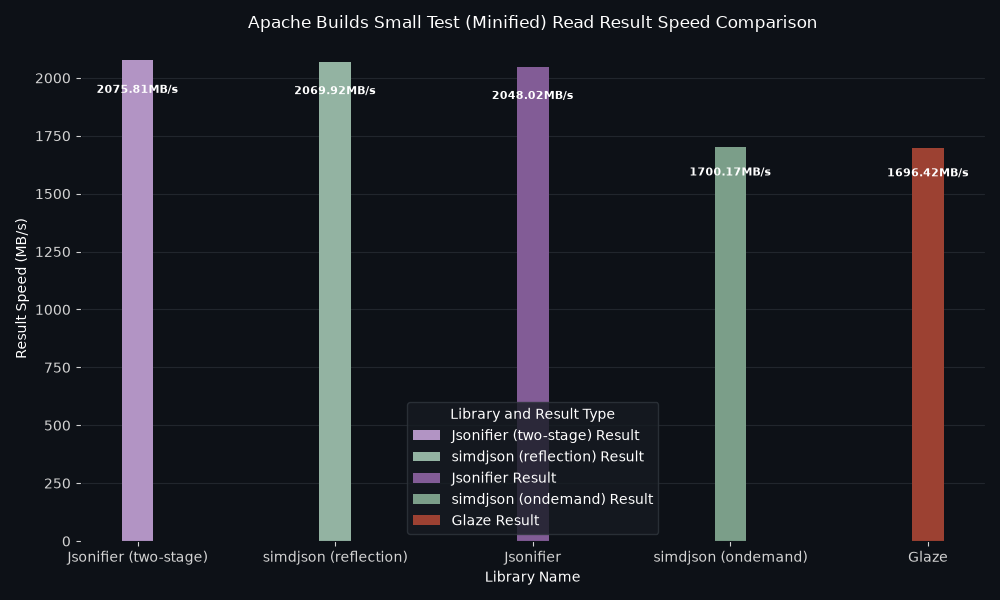 Apache Builds Small Test (Minified) Read Result Speed Comparison
Result Speed (MB/s)
2000
1750
1500
1250
1000
750
500
250
0
2075.81MB/s
2069.92MB/s
2048.02MB/s
1700.17MB/s
1696.42MB/s
Library and Result Type
Jsonifier (two-stage) Result
simdjson (reflection) Result
Jsonifier Result
simdjson (ondemand) Result
Glaze Result
Jsonifier (two-stage)
simdjson (reflection)
Jsonifier
simdjson (ondemand)
Glaze
Library Name